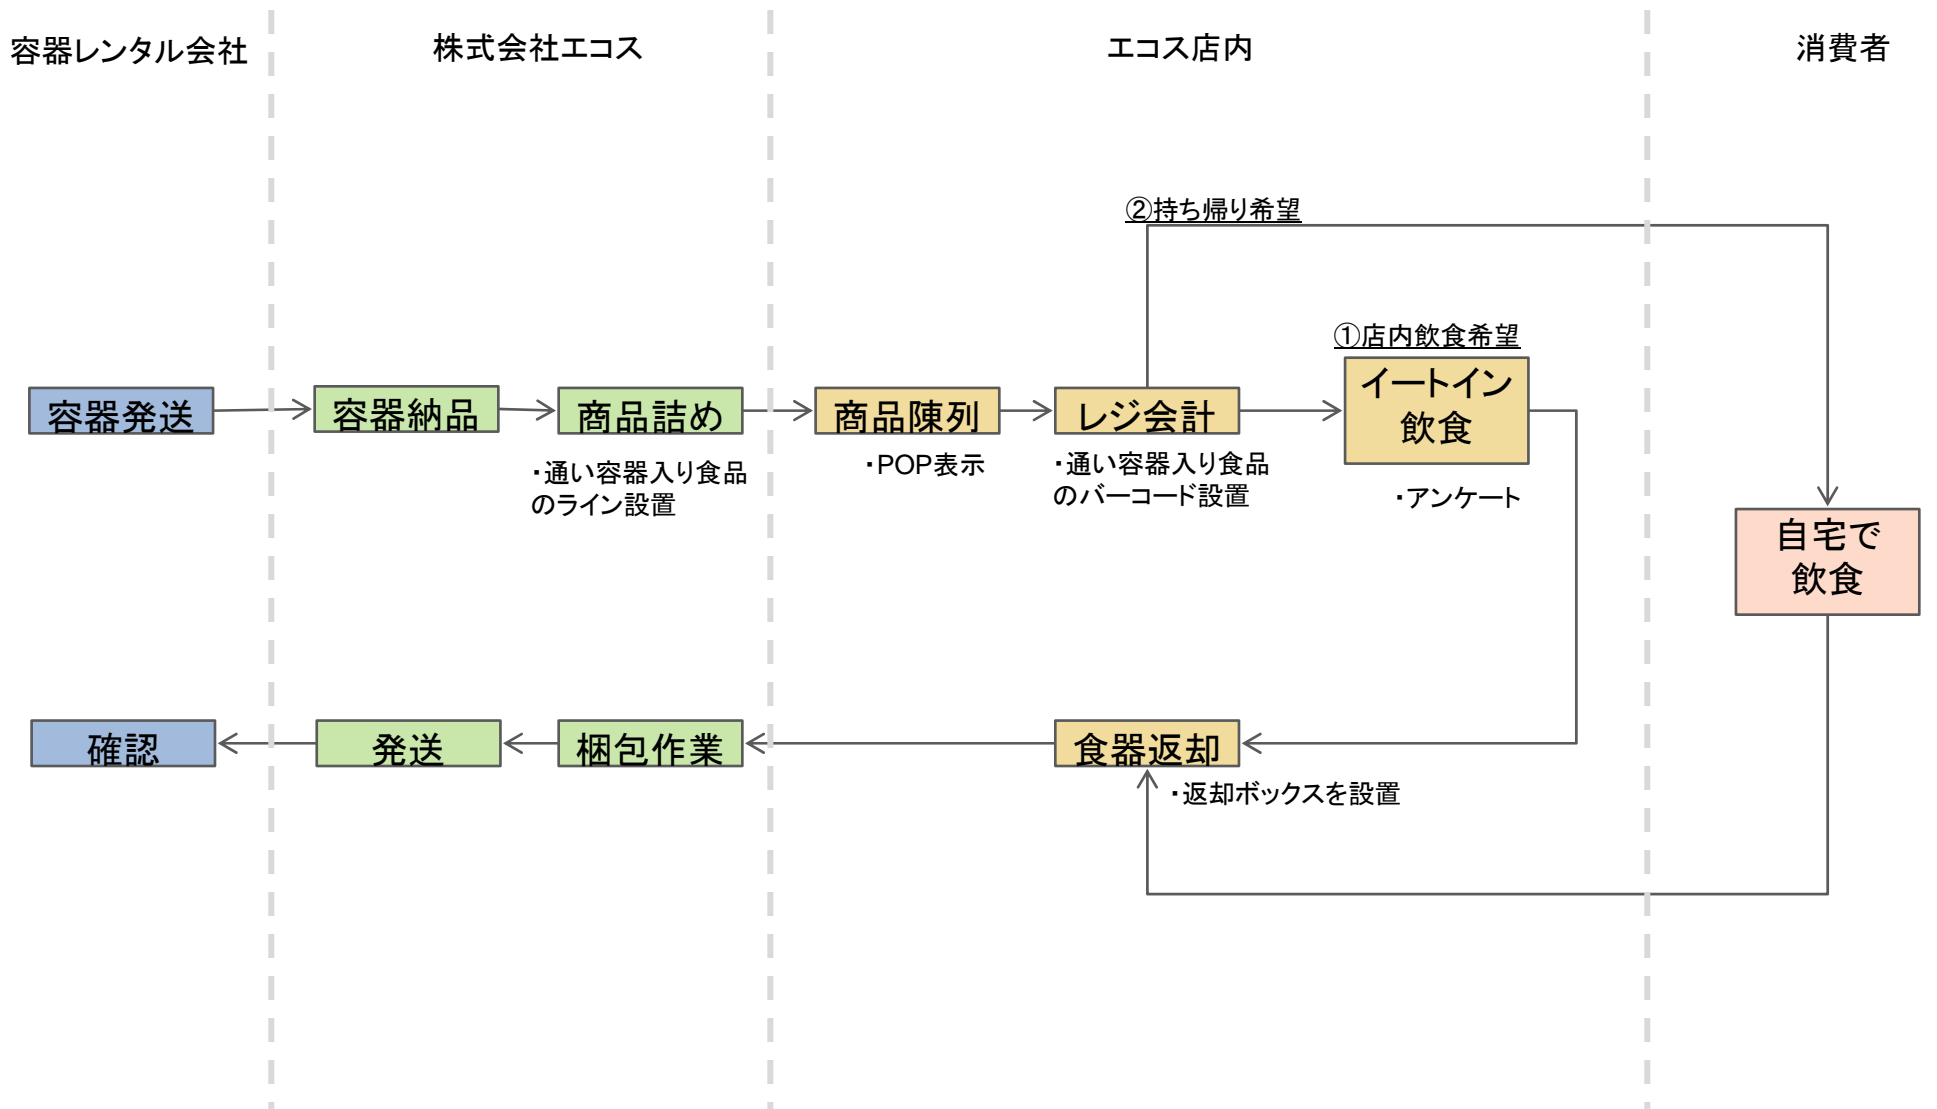 容器レンタル会社
株式会社エコス
エコス店内
消費者
②持ち帰り希望
①店内飲食希望
容器発送
容器納品
商品詰め
・通い容器入り食品
のライン設置
商品陳列
・POP表示
レジ会計
・通い容器入り食品
のバーコード設置
イートイン
飲食
・アンケート
自宅で
飲食
確認
発送
梱包作業
食器返却
・返却ボックスを設置